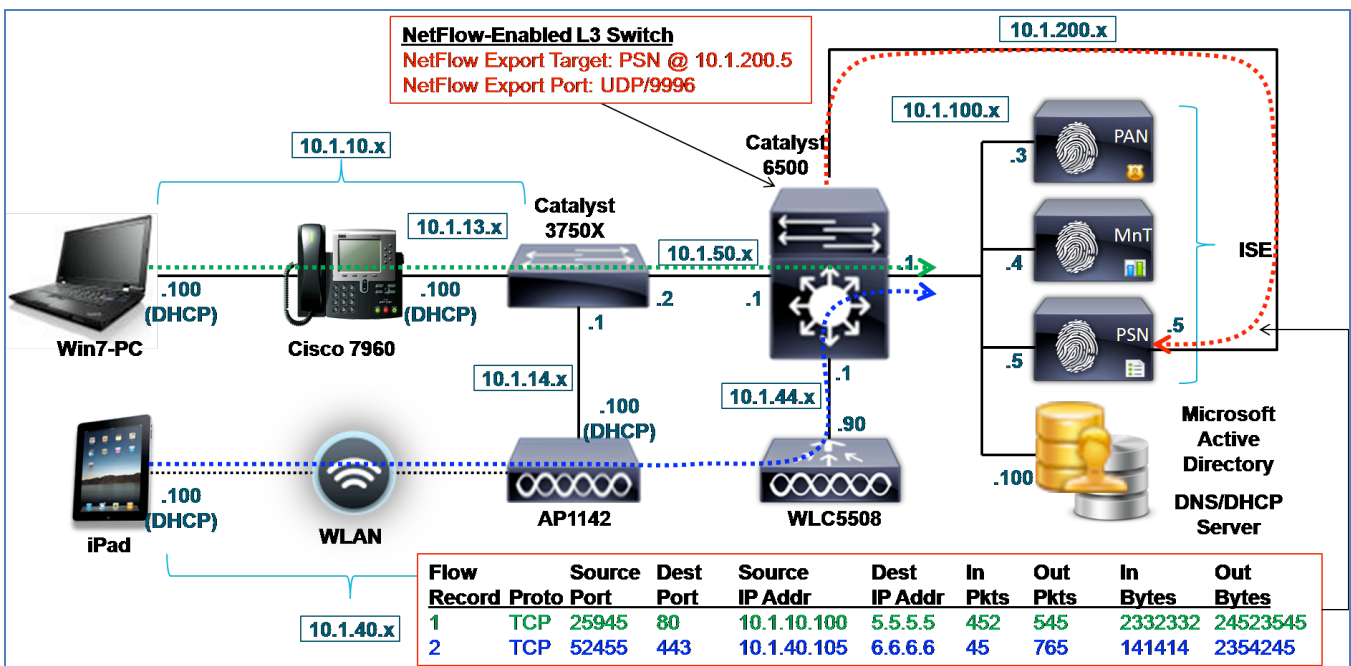 NetFlow-Enabled L3 Switch
NetFlow Export Target: PSN @ 10.1.200.5
NetFlow Export Port: UDP/9996
10.1.200.x
10.1.100.x
10.1.10.x
Catalyst
6500
PAN
.3
Catalyst
3750X
10.1.13.x
10.1.50.x
MnT
.4
ISE
.1
.100
(DHCP)
.100
(DHCP)
.2
.1
PSN
.5
.5
Win7-PC
Cisco 7960
.1
.1
10.1.14.x
10.1.44.x
.100
(DHCP)
.90
Microsoft
Active
Directory
.100
.100
(DHCP)
iPad
WLAN
AP1142
WLC5508
DNS/DHCP
Server
10.1.40.x
Flow Source Dest Source Dest In Out In Out
Record Proto Port Port IP Addr IP Addr Pkts Pkts Bytes Bytes
1 TCP 25945 80 10.1.10.100 5.5.5.5 452 545 2332332 24523545
2 TCP 52455 443 10.1.40.105 6.6.6.6 45 765 141414 2354245